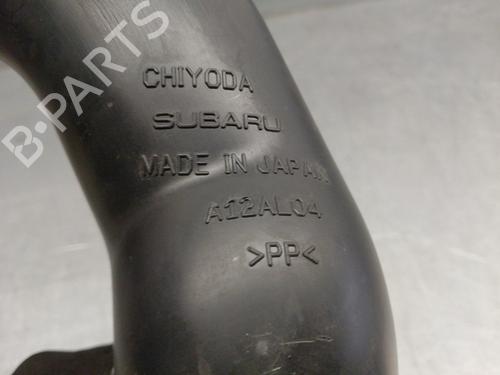 B-PARTS
CHIYODA
SUBARU
MADE IN JAPAN
A12AL04
>PP<